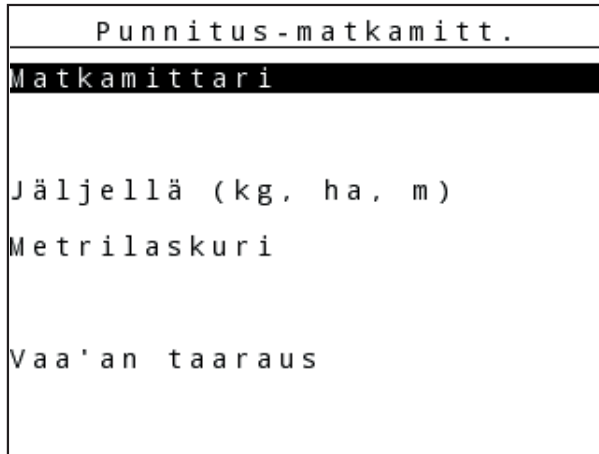 Punnitus-matkamitt.
Matkamittari
Jäljellä (kg, ha, m)
Metrilaskuri
Vaa'an taaraus